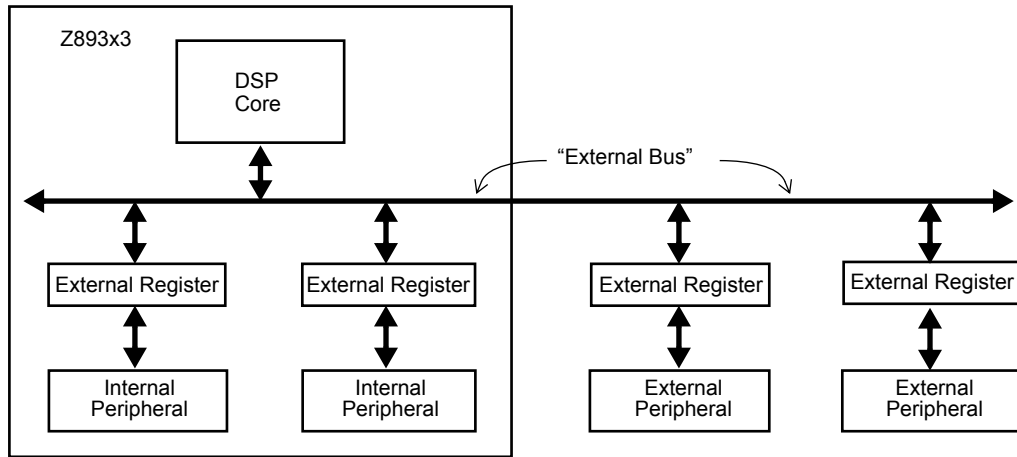 Z893x3
DSP
Core
“External Bus”
External Register
External Register
External Register
External Register
Internal
Peripheral
Internal
Peripheral
External
Peripheral
External
Peripheral